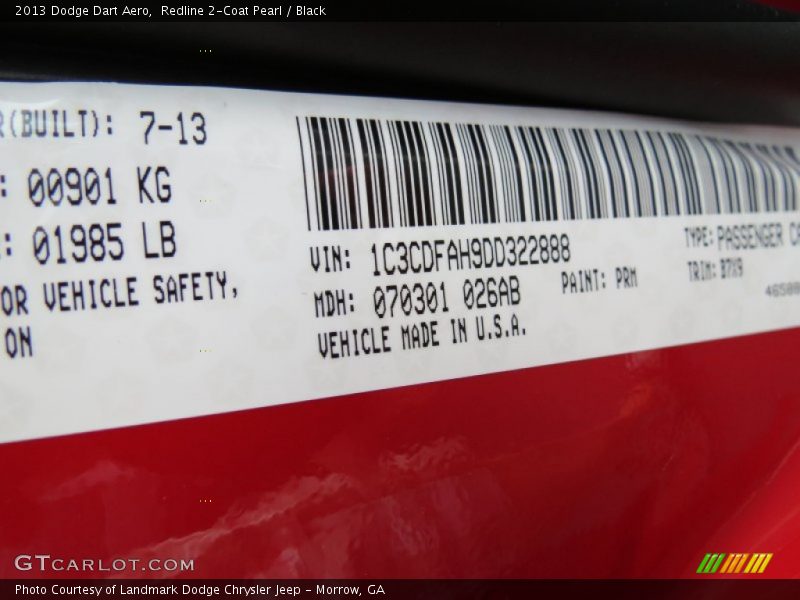 2013 Dodge Dart Aero,  Redline 2-Coat Pearl / Black
R(BUILT): 7-13
: 00901 KG
: 01985 LB
OR VEHICLE SAFETY,
ON
VIN: 1C3CDFAH9DD322888
MDH: 070301 026AB
VEHICLE MADE IN U.S.A.
PAINT: PRM
TYPE: PASSENGER CA
TRIM: B7X9
GTCARLOT.COM
Photo Courtesy of Landmark Dodge Chrysler Jeep - Morrow, GA